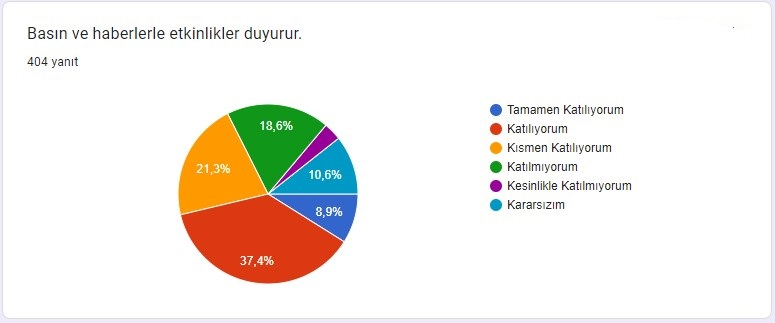 Basın ve haberlerle etkinlikler duyurur.
404 yanıt
Tamamen Katılıyorum
Katılıyorum
Kısmen Katılıyorum
Katılmıyorum
Kesinlikle Katılmıyorum
Kararsızım
18,6%
21,3%
10,6%
8,9%
37,4%